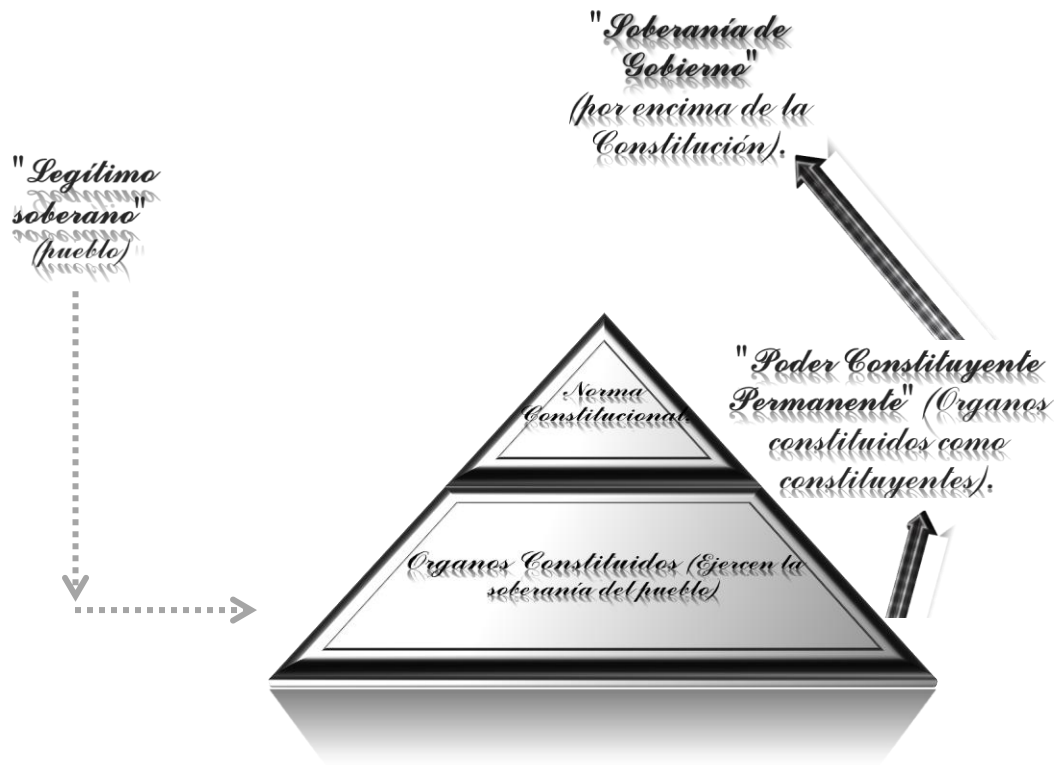 "Soberanía de
Gobierno"
(por encima de la
Constitución).
"Legítimo
soberano"
(pueblo)
"Poder Constituyente
Permanente" (Organos
constituidos como
constituyentes).
Norma
Constitucional.
Organos Constituidos (Ejercen la
soberanía del pueblo)